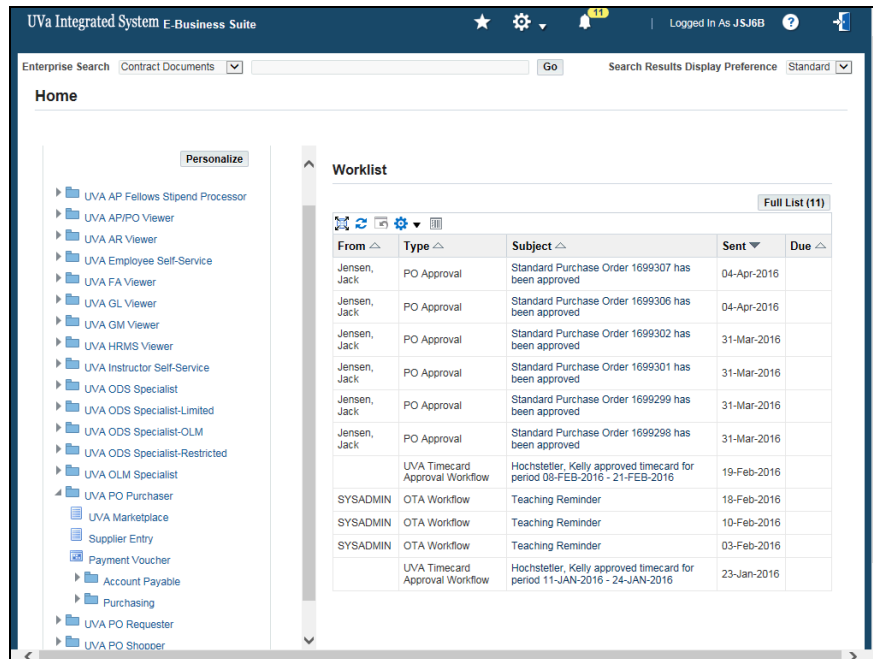 UVa Integrated System E-Business Suite
11
Logged In As JSJ6B
?
Enterprise Search Contract Documents Go Search Results Display Preference Standard
Home
Personalize
UVA AP Fellows Stipend Processor
UVA AP/PO Viewer
UVA AR Viewer
UVA Employee Self-Service
UVA FA Viewer
UVA GL Viewer
UVA GM Viewer
UVA HRMS Viewer
UVA Instructor Self-Service
UVA ODS Specialist
UVA ODS Specialist-Limited
UVA ODS Specialist-OLM
UVA ODS Specialist-Restricted
UVA OLM Specialist
UVA PO Purchaser
UVA Marketplace
Supplier Entry
Payment Voucher
Account Payable
Purchasing
UVA PO Requester
UVA PO Shopper
Worklist
Full List (11)
From Type Subject Sent Due
Jensen, Jack PO Approval Standard Purchase Order 1699307 has been approved 04-Apr-2016
Jensen, Jack PO Approval Standard Purchase Order 1699306 has been approved 04-Apr-2016
Jensen, Jack PO Approval Standard Purchase Order 1699302 has been approved 31-Mar-2016
Jensen, Jack PO Approval Standard Purchase Order 1699301 has been approved 31-Mar-2016
Jensen, Jack PO Approval Standard Purchase Order 1699299 has been approved 31-Mar-2016
Jensen, Jack PO Approval Standard Purchase Order 1699298 has been approved 31-Mar-2016
UVA Timecard Approval Workflow Hochstetler, Kelly approved timecard for period 08-FEB-2016 - 21-FEB-2016 19-Feb-2016
SYSADMIN OTA Workflow Teaching Reminder 18-Feb-2016
SYSADMIN OTA Workflow Teaching Reminder 10-Feb-2016
SYSADMIN OTA Workflow Teaching Reminder 03-Feb-2016
UVA Timecard Approval Workflow Hochstetler, Kelly approved timecard for period 11-JAN-2016 - 24-JAN-2016 23-Jan-2016